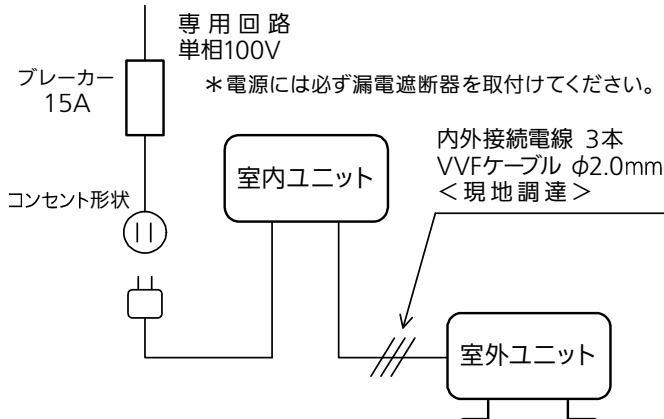 専用回路
単相100V
＊電源には必ず漏電遮断器を取付けてください。
ブレーカー
15A
内外接続電線 3本
VVFケーブル φ2.0mm
＜現地調達＞
室内ユニット
コンセント形状
室外ユニット